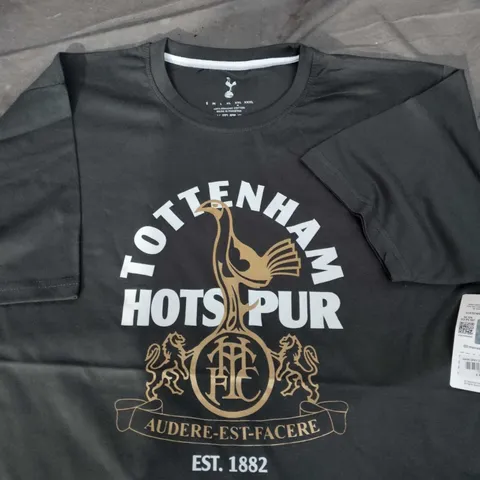 TOTTENHAM
HOTSPUR
THFC
AUDERE-EST-FACERE
EST. 1882